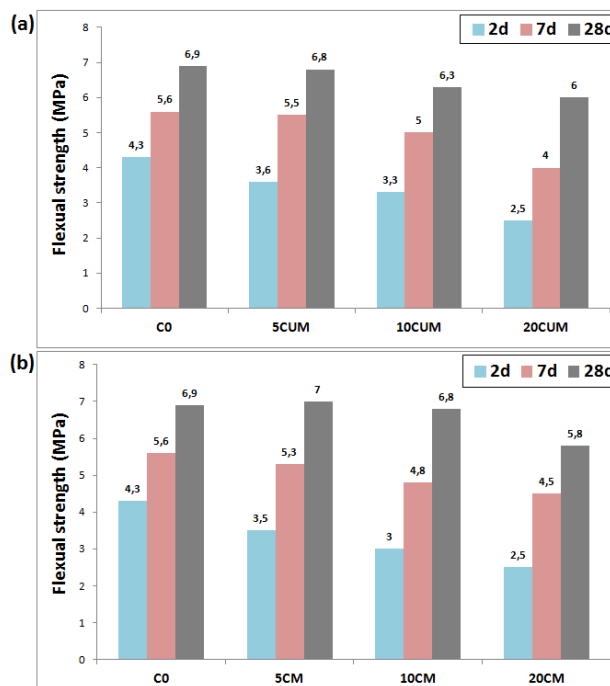 (a)
2d 7d 28d
Flexual strength (MPa)
8
7
6
5
4
3
2
1
0
4,3 5,6 6,9
3,6 5,5 6,8
3,3 5 6,3
2,5 4 6
C0 5CUM 10CUM 20CUM
(b)
2d 7d 28d
Flexual strength (MPa)
8
7
6
5
4
3
2
1
0
4,3 5,6 6,9
3,5 5,3 7
3 4,8 6,8
2,5 4,5 5,8
C0 5CM 10CM 20CM